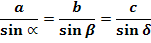 a/sin ∝ = b/sin β = c/sin δ